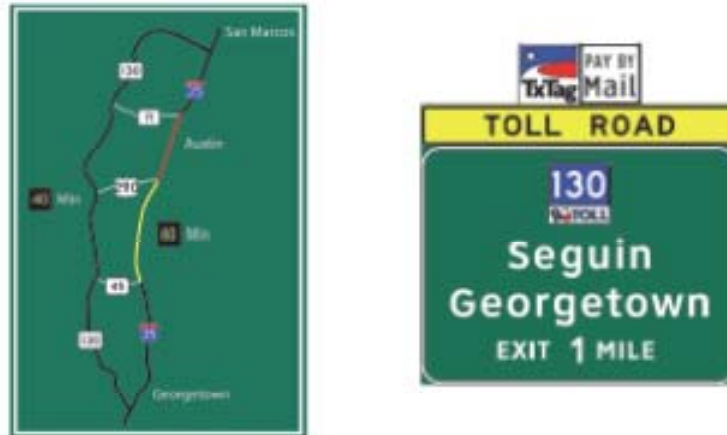 San Marcos
130
35
71
Austin
290
40 Min
40 Min
45
130
35
Georgetown
TxTag
PAY BY
Mail
TOLL ROAD
130
TOLL
Seguin
Georgetown
EXIT 1 MILE